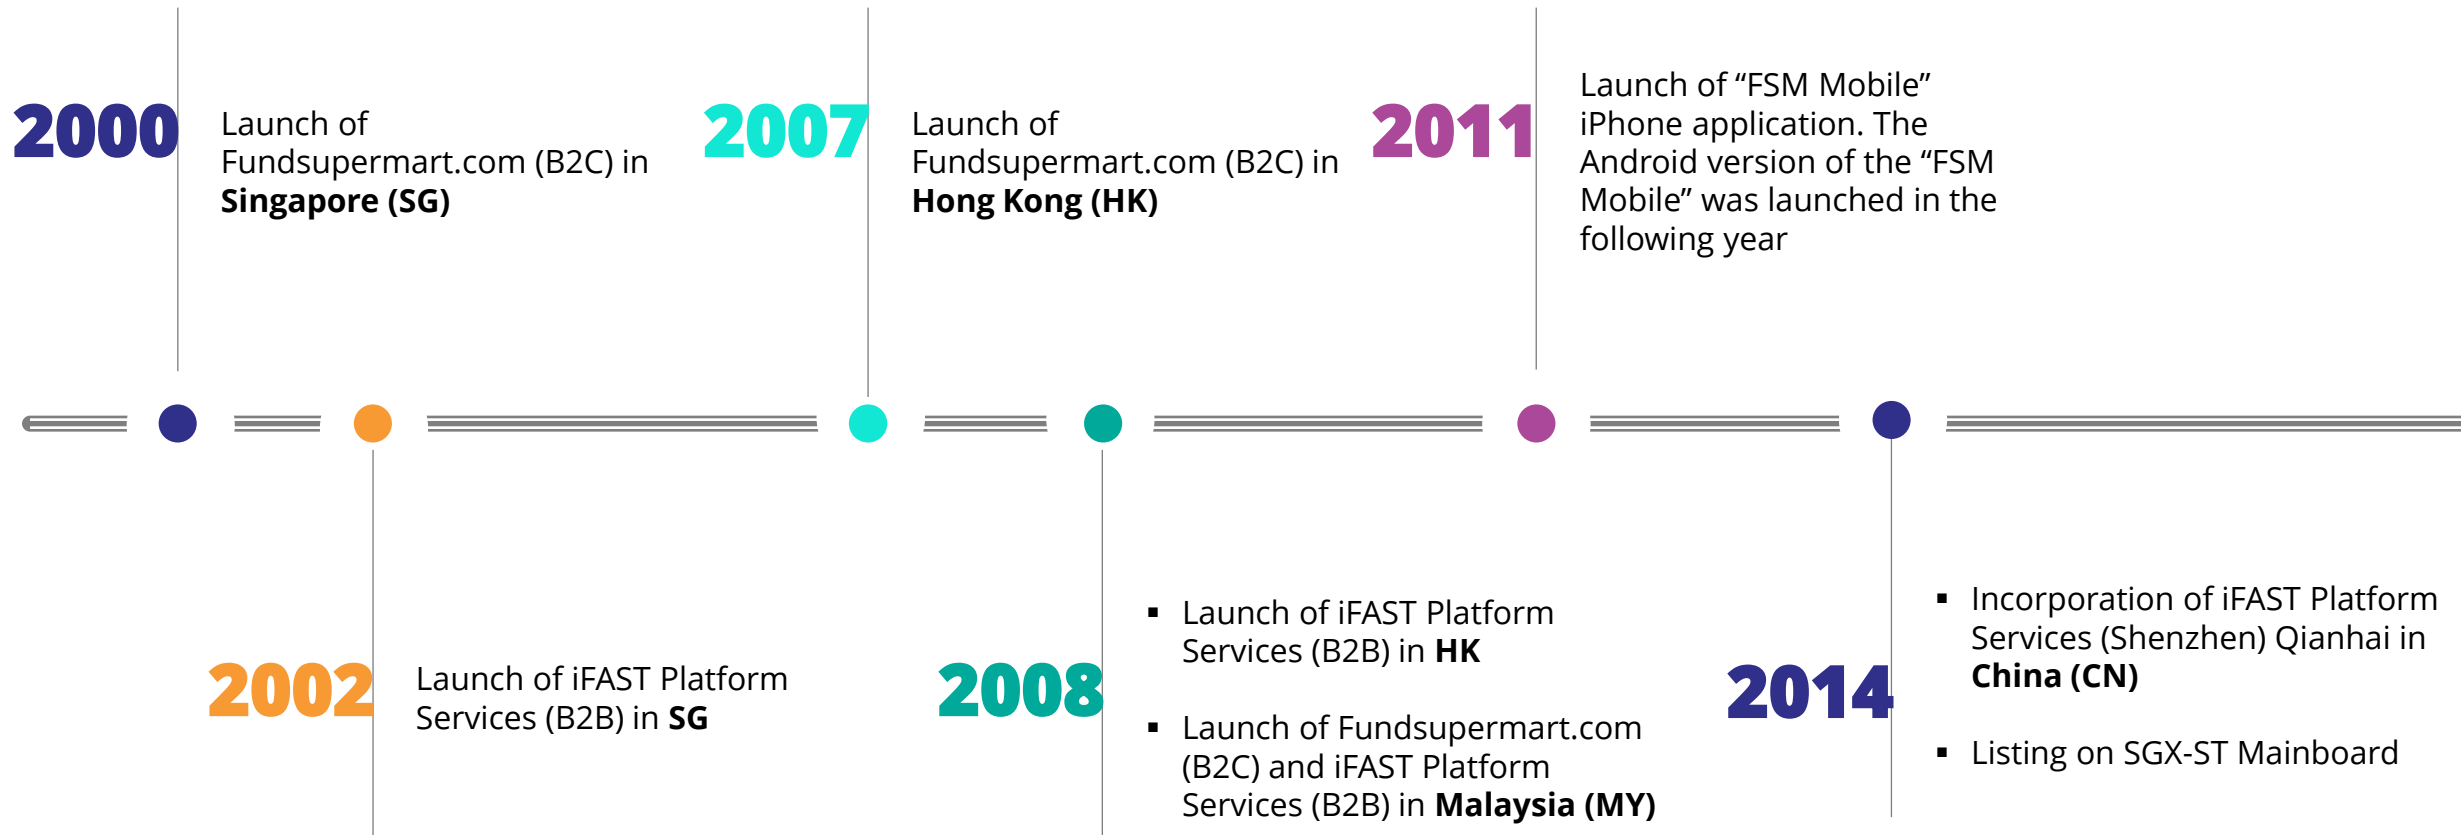 2000
Launch of
Fundsupermart.com (B2C) in
Singapore (SG)
2007
Launch of
Fundsupermart.com (B2C) in
Hong Kong (HK)
2011
Launch of “FSM Mobile”
iPhone application. The
Android version of the “FSM
Mobile” was launched in the
following year
2002
Launch of iFAST Platform
Services (B2B) in SG
2008
▪ Launch of iFAST Platform
Services (B2B) in HK
▪ Launch of Fundsupermart.com
(B2C) and iFAST Platform
Services (B2B) in Malaysia (MY)
2014
▪ Incorporation of iFAST Platform
Services (Shenzhen) Qianhai in
China (CN)
▪ Listing on SGX-ST Mainboard